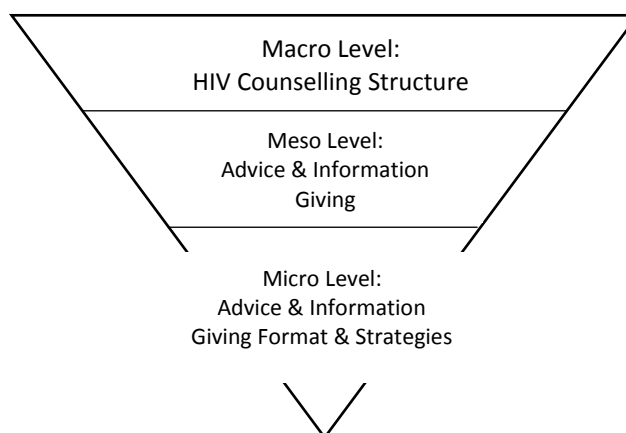 Macro Level:
HIV Counselling Structure
Meso Level:
Advice & Information
Giving
Micro Level:
Advice & Information
Giving Format & Strategies